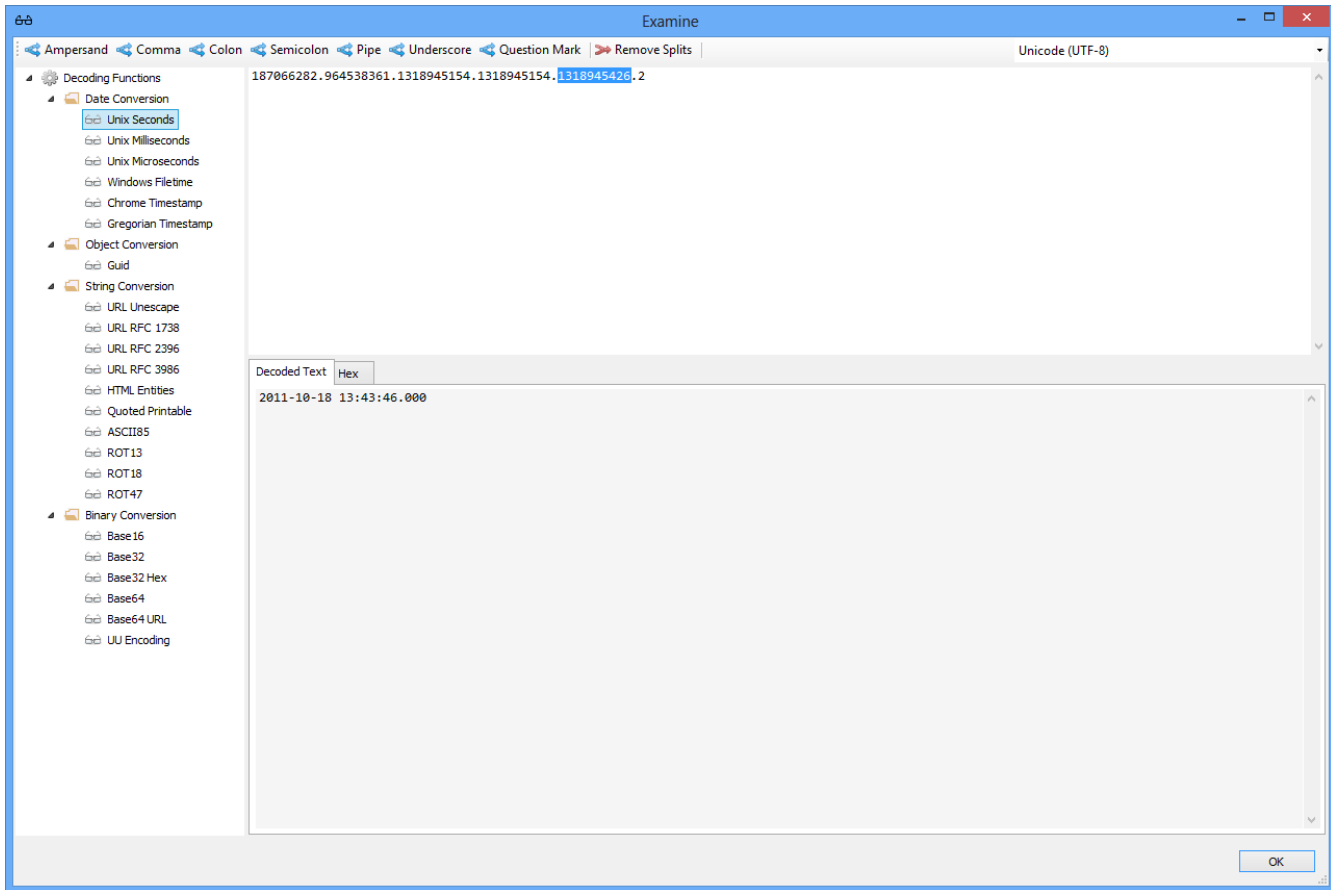 Examine
Ampersand Comma Colon Semicolon Pipe Underscore Question Mark Remove Splits Unicode (UTF-8)
Decoding Functions
Date Conversion
Unix Seconds
Unix Milliseconds
Unix Microseconds
Windows Filetime
Chrome Timestamp
Gregorian Timestamp
Object Conversion
Guid
String Conversion
URL Unescape
URL RFC 1738
URL RFC 2396
URL RFC 3986
HTML Entities
Quoted Printable
ASCII85
ROT13
ROT18
ROT47
Binary Conversion
Base16
Base32
Base32 Hex
Base64
Base64 URL
UU Encoding
187066282.964538361.1318945154.1318945154.1318945426.2
Decoded Text Hex
2011-10-18 13:43:46.000
OK